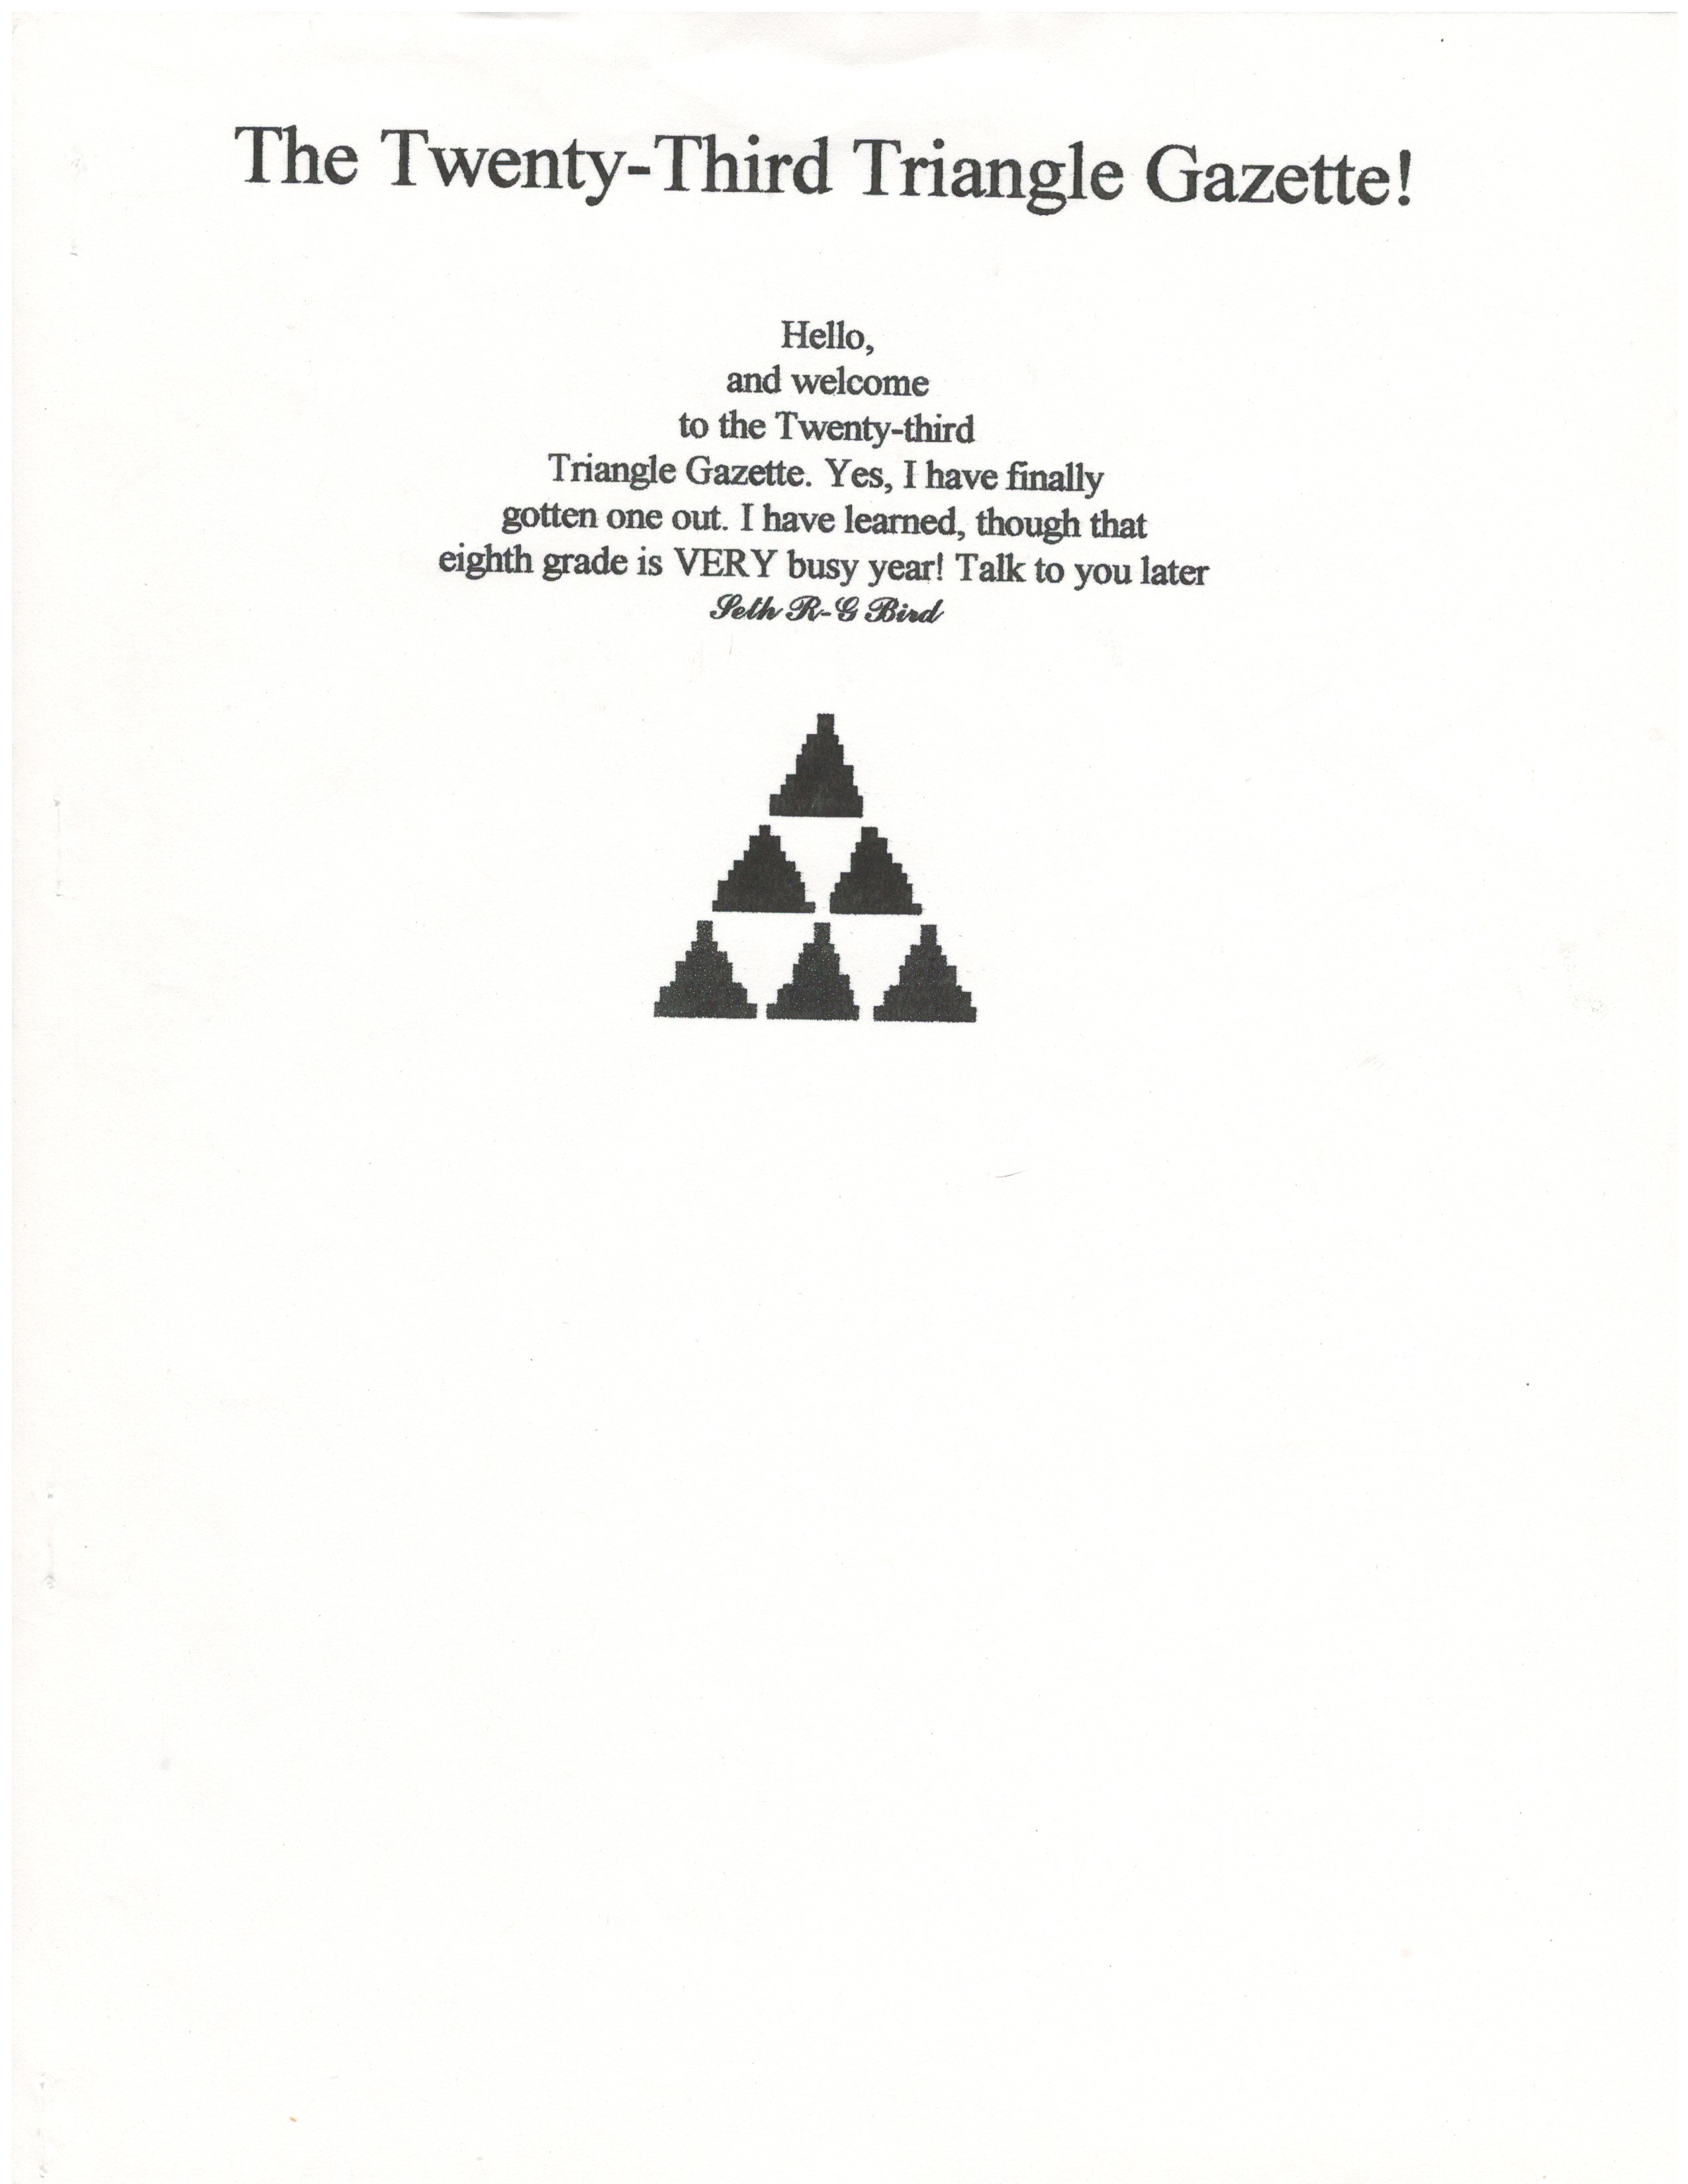 The Twenty-Third Triangle Gazette!
Hello,
and welcome
to the Twenty-third
Triangle Gazette. Yes, I have finally
gotten one out. I have learned, though that
eighth grade is VERY busy year! Talk to you later
Seth R-G Bird